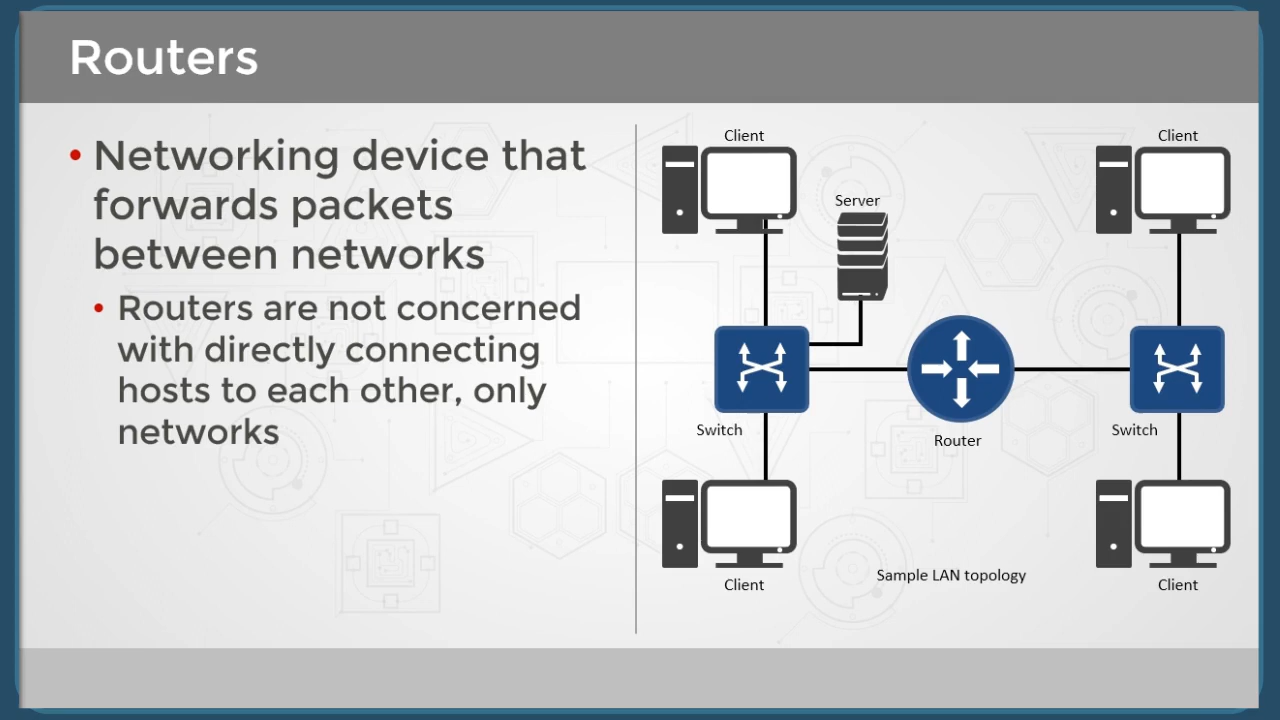 Routers
• Networking device that
forwards packets
between networks
• Routers are not concerned
with directly connecting
hosts to each other, only
networks
Client
Client
Server
Switch
Router
Switch
Client
Sample LAN topology
Client